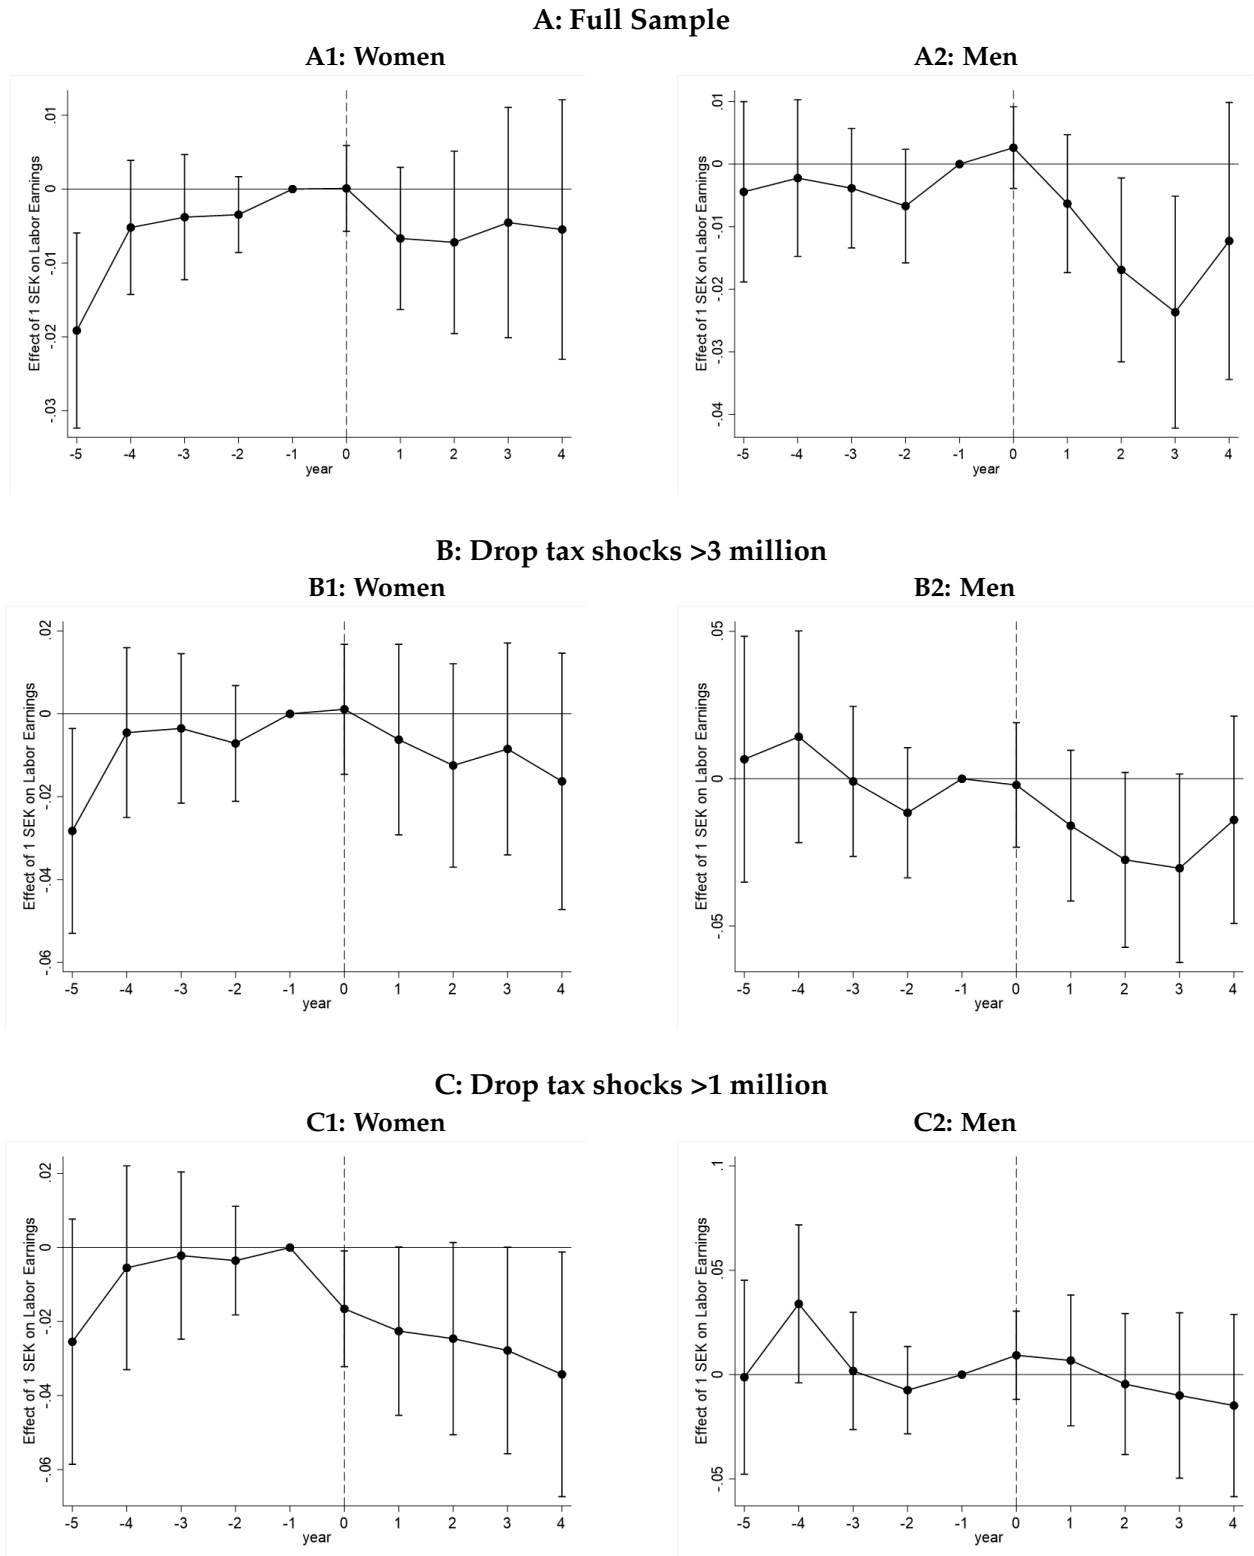 A: Full Sample
A1: Women
A2: Men
Effect of 1 SEK on Labor Earnings
.01
0
-.01
-.02
-.03
-5 -4 -3 -2 -1 0 1 2 3 4
year
Effect of 1 SEK on Labor Earnings
.01
0
-.01
-.02
-.03
-.04
-5 -4 -3 -2 -1 0 1 2 3 4
year
B: Drop tax shocks >3 million
B1: Women
B2: Men
Effect of 1 SEK on Labor Earnings
.02
0
-.02
-.04
-.06
-5 -4 -3 -2 -1 0 1 2 3 4
year
Effect of 1 SEK on Labor Earnings
.05
0
-.05
-5 -4 -3 -2 -1 0 1 2 3 4
year
C: Drop tax shocks >1 million
C1: Women
C2: Men
Effect of 1 SEK on Labor Earnings
.02
0
-.02
-.04
-.06
-5 -4 -3 -2 -1 0 1 2 3 4
year
Effect of 1 SEK on Labor Earnings
.1
.05
0
-.05
-5 -4 -3 -2 -1 0 1 2 3 4
year